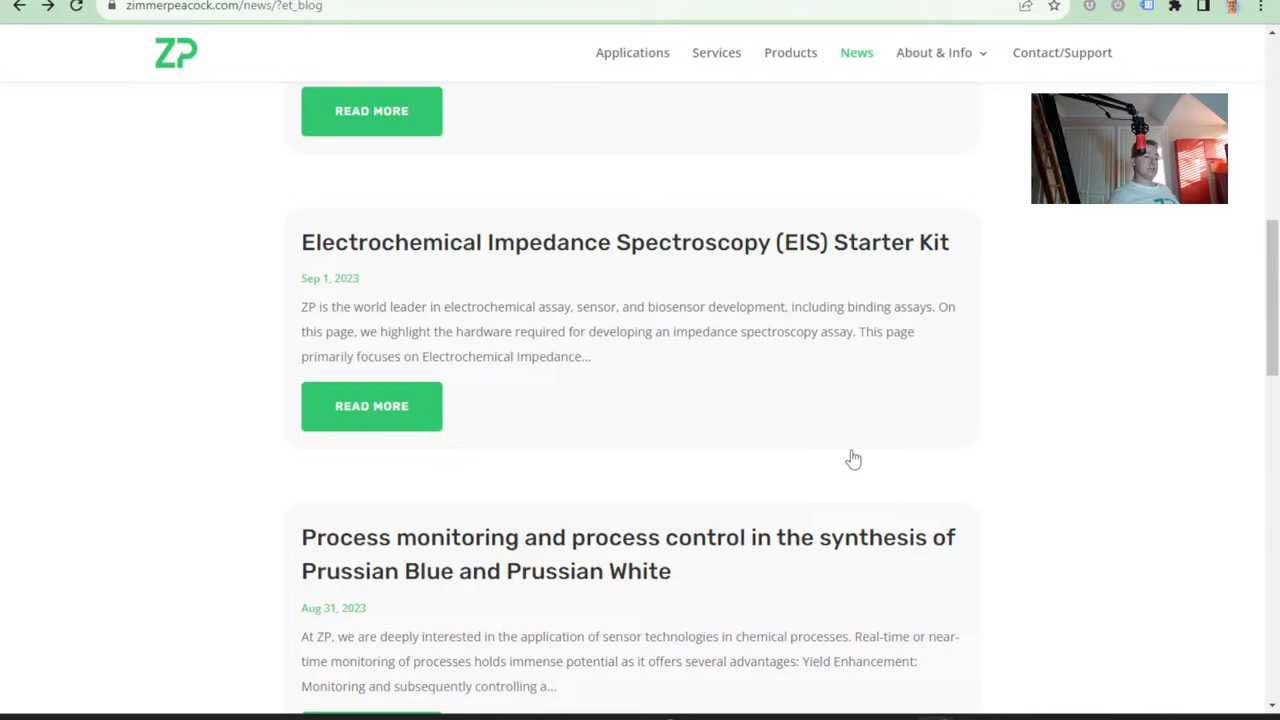 zimmerpeacock.com/news/?et_blog
ZP
Applications
Services
Products
News
About & Info
Contact/Support
READ MORE
Electrochemical Impedance Spectroscopy (EIS) Starter Kit
Sep 1, 2023
ZP is the world leader in electrochemical assay, sensor, and biosensor development, including binding assays. On
this page, we highlight the hardware required for developing an impedance spectroscopy assay. This page
primarily focuses on Electrochemical Impedance...
READ MORE
Process monitoring and process control in the synthesis of
Prussian Blue and Prussian White
Aug 31, 2023
At ZP, we are deeply interested in the application of sensor technologies in chemical processes. Real-time or near-
time monitoring of processes holds immense potential as it offers several advantages: Yield Enhancement:
Monitoring and subsequently controlling a...